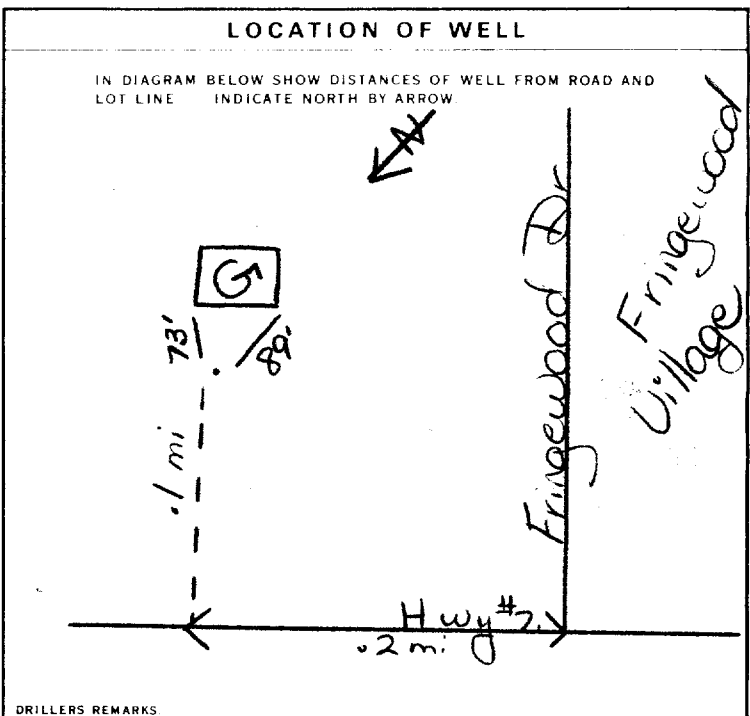 LOCATION OF WELL
IN DIAGRAM BELOW SHOW DISTANCES OF WELL FROM ROAD AND
LOT LINE INDICATE NORTH BY ARROW.
N
Fringewood Dr
Fringewood
Village
G
73'
89'
.1 mi
Hwy #7
.2 mi
DRILLERS REMARKS